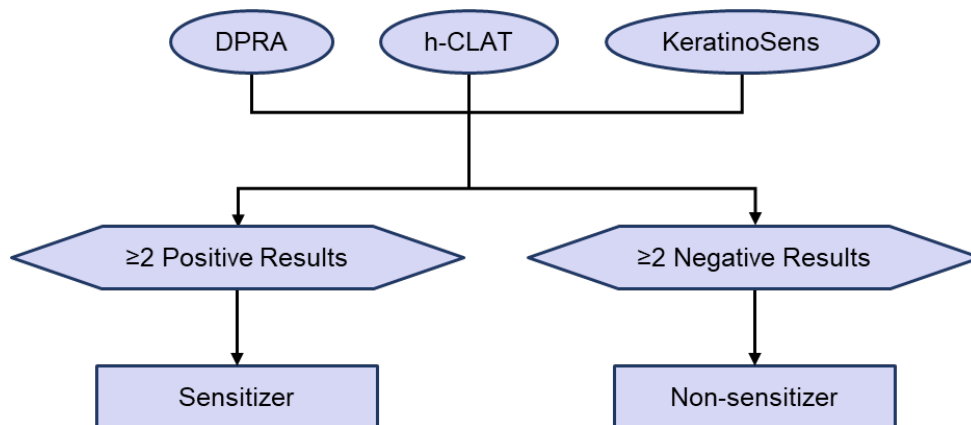 DPRA
h-CLAT
KeratinoSens
≥2 Positive Results
≥2 Negative Results
Sensitizer
Non-sensitizer